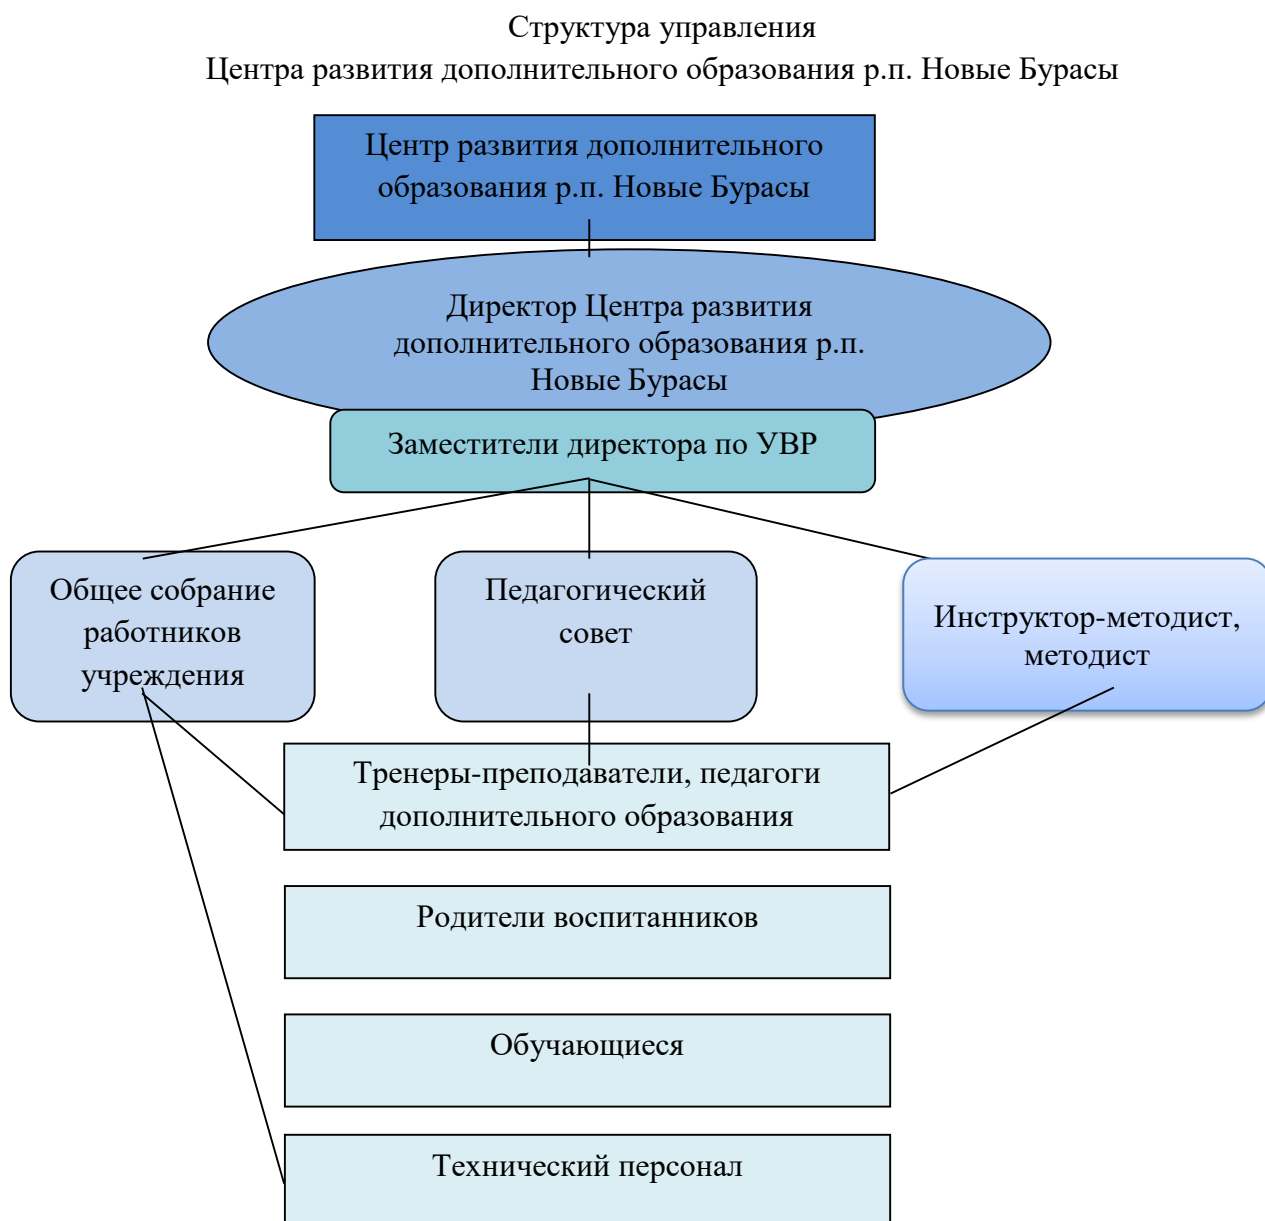 Структура управления
Центра развития дополнительного образования р.п. Новые Бурасы
Центр развития дополнительного
образования р.п. Новые Бурасы
Директор Центра развития
дополнительного образования р.п.
Новые Бурасы
Заместители директора по УВР
Общее собрание
работников
учреждения
Педагогический
совет
Инструктор-методист,
методист
Тренеры-преподаватели, педагоги
дополнительного образования
Родители воспитанников
Обучающиеся
Технический персонал